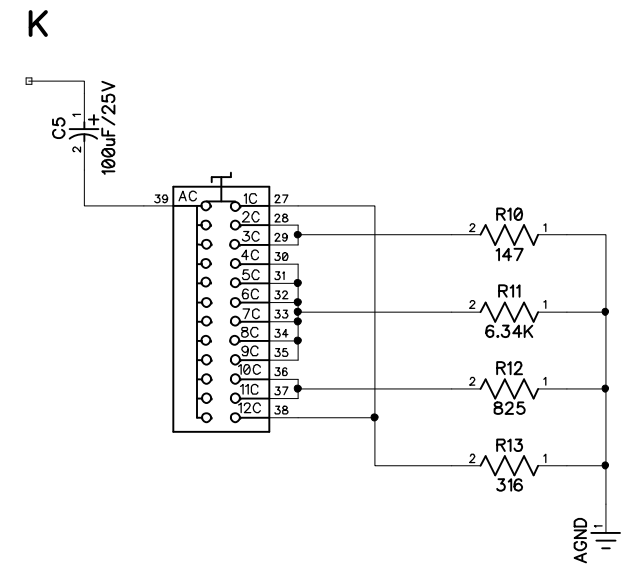 K
C5
1
+
2
100uF/25V
39
AC
1C 27
2C 28
3C 29
4C 30
5C 31
6C 32
7C 33
8C 34
9C 35
10C 36
11C 37
12C 38
R10
2 1
147
R11
2 1
6.34K
R12
2 1
825
R13
2 1
316
AGND
1